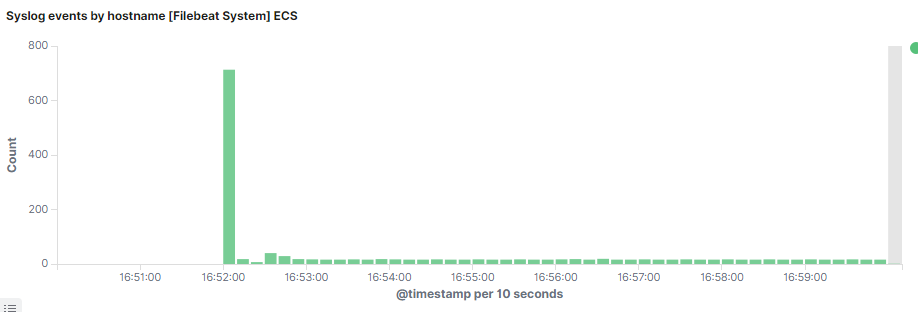 Syslog events by hostname [Filebeat System] ECS
800
600
400
200
0
Count
16:51:00 16:52:00 16:53:00 16:54:00 16:55:00 16:56:00 16:57:00 16:58:00 16:59:00
@timestamp per 10 seconds